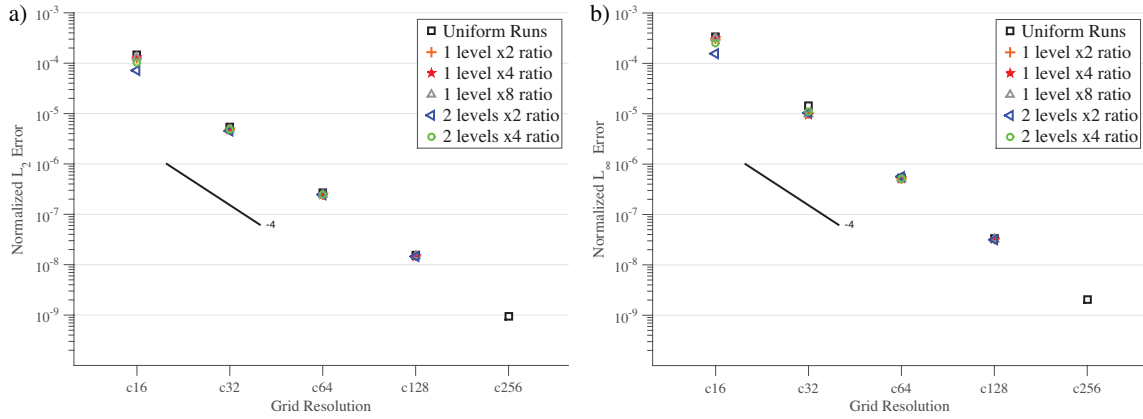 a)
10^-3
10^-4
10^-5
10^-6
10^-7
10^-8
10^-9
Normalized L_2 Error
Uniform Runs
1 level x2 ratio
1 level x4 ratio
1 level x8 ratio
2 levels x2 ratio
2 levels x4 ratio
-4
c16 c32 c64 c128 c256
Grid Resolution
b)
10^-3
10^-4
10^-5
10^-6
10^-7
10^-8
10^-9
Normalized L_∞ Error
Uniform Runs
1 level x2 ratio
1 level x4 ratio
1 level x8 ratio
2 levels x2 ratio
2 levels x4 ratio
-4
c16 c32 c64 c128 c256
Grid Resolution